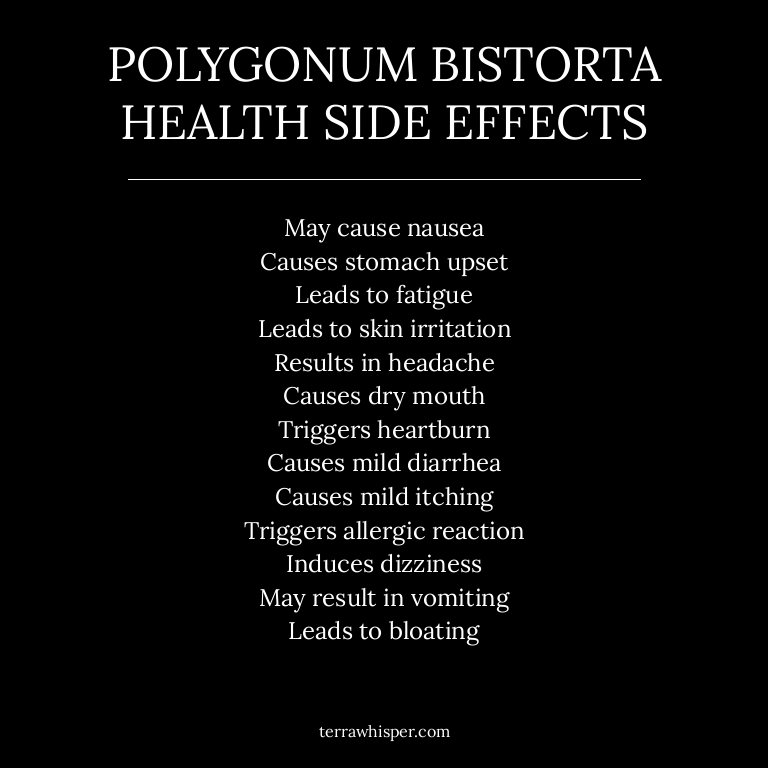 POLYGONUM BISTORTA
HEALTH SIDE EFFECTS
May cause nausea
Causes stomach upset
Leads to fatigue
Leads to skin irritation
Results in headache
Causes dry mouth
Triggers heartburn
Causes mild diarrhea
Causes mild itching
Triggers allergic reaction
Induces dizziness
May result in vomiting
Leads to bloating
terrawhisper.com